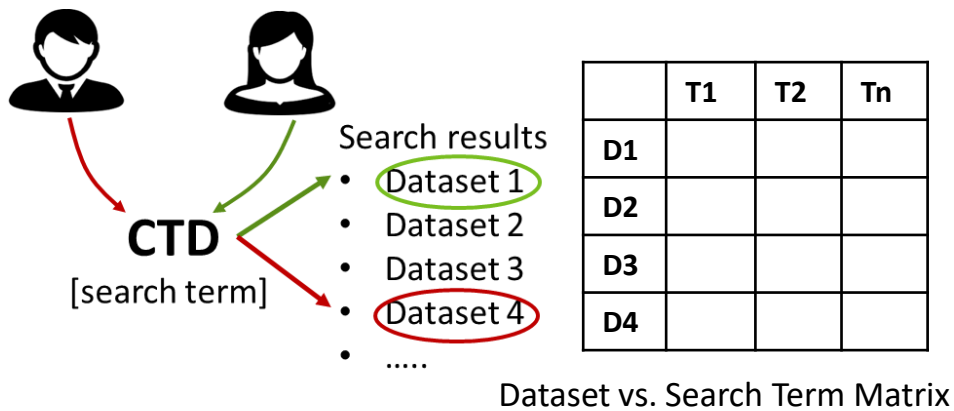 CTD
[search term]
Search results
• Dataset 1
• Dataset 2
• Dataset 3
• Dataset 4
• .....
T1 T2 Tn
D1
D2
D3
D4
Dataset vs. Search Term Matrix